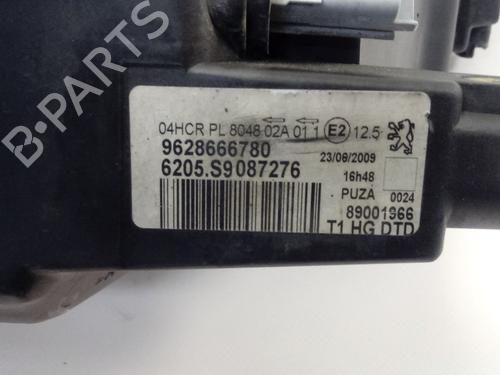 04HCR PL 8048 02A 01 1 E2 12.5
9628666780 23/06/2009
6205.S9087276 16h48
PUZA 0024
89001966
T1 HG DTD
B-PARTS